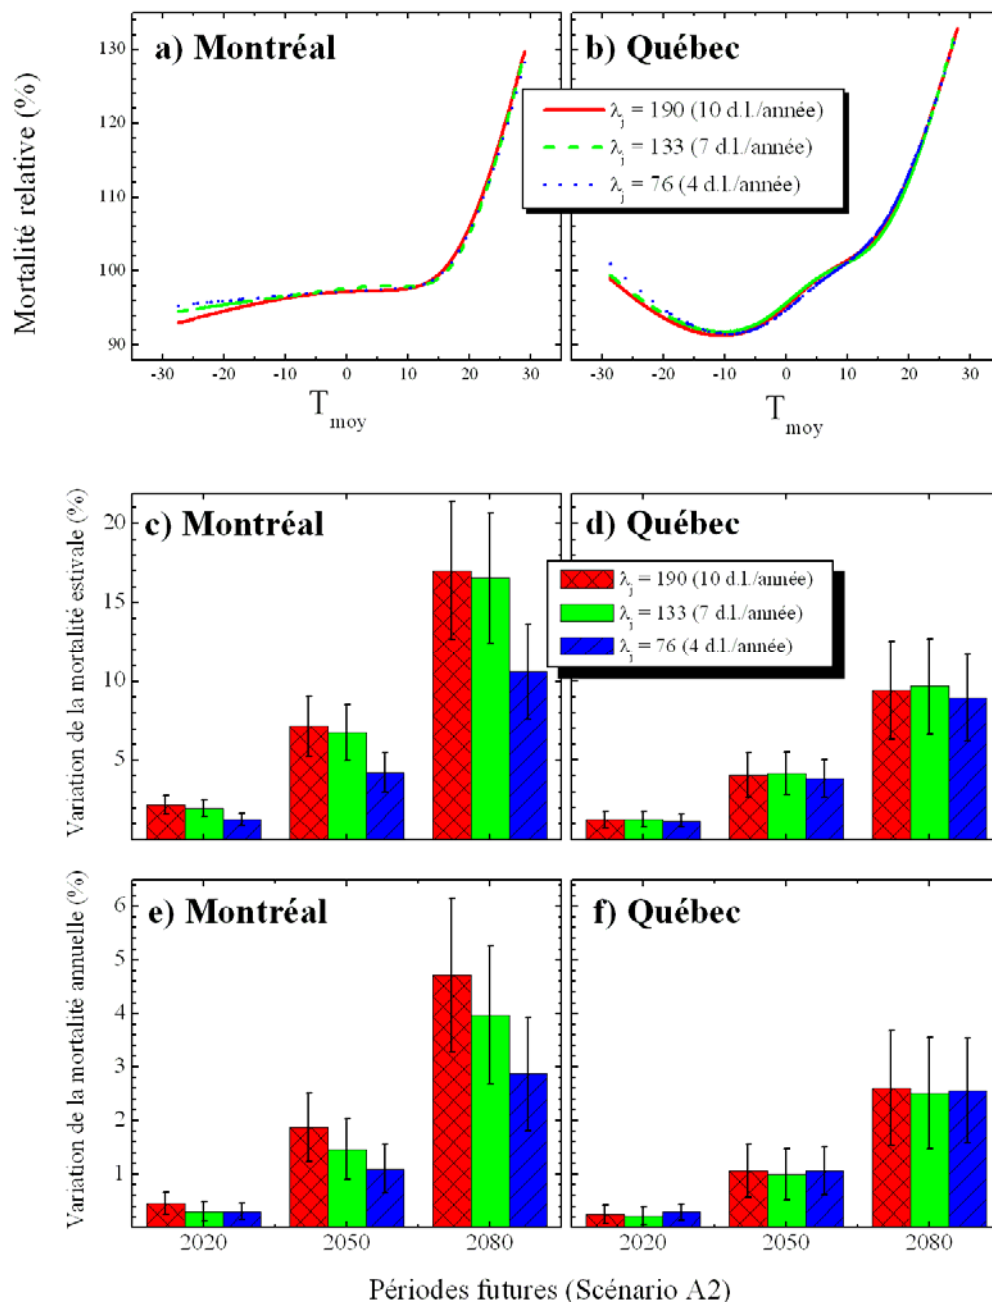 a) Montréal
b) Québec
Mortalité relative (%)
130
120
110
100
90
λj = 190 (10 d.l./année)
λj = 133 (7 d.l./année)
λj = 76 (4 d.l./année)
-30 -20 -10 0 10 20 30
-30 -20 -10 0 10 20 30
Tmoy
Tmoy
c) Montréal
d) Québec
Variation de la mortalité estivale (%)
20
15
10
5
λj = 190 (10 d.l./année)
λj = 133 (7 d.l./année)
λj = 76 (4 d.l./année)
e) Montréal
f) Québec
Variation de la mortalité annuelle (%)
6
5
4
3
2
1
2020 2050 2080
2020 2050 2080
Périodes futures (Scénario A2)